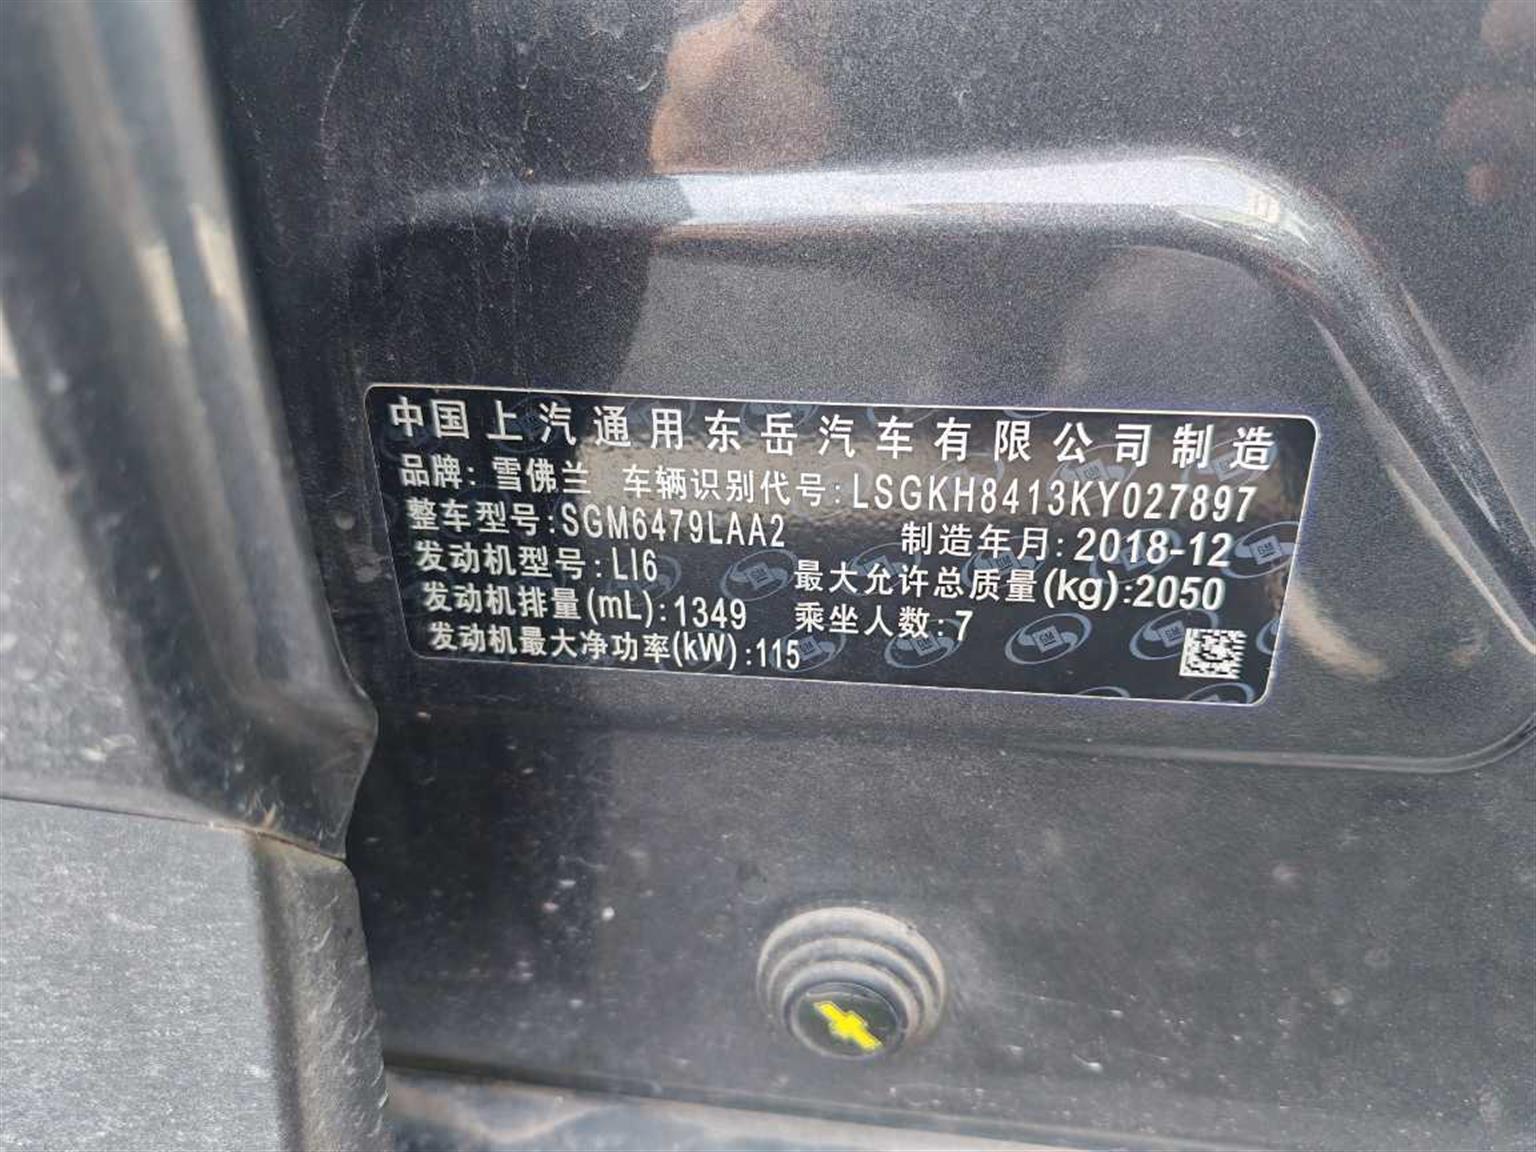 中国上汽通用东岳汽车有限公司制造
品牌: 雪佛兰 车辆识别代号: LSGKH8413KY027897
整车型号: SGM6479LAA2 制造年月: 2018-12
发动机型号: LI6 最大允许总质量(kg): 2050
发动机排量(mL): 1349 乘坐人数: 7
发动机最大净功率(kW): 115